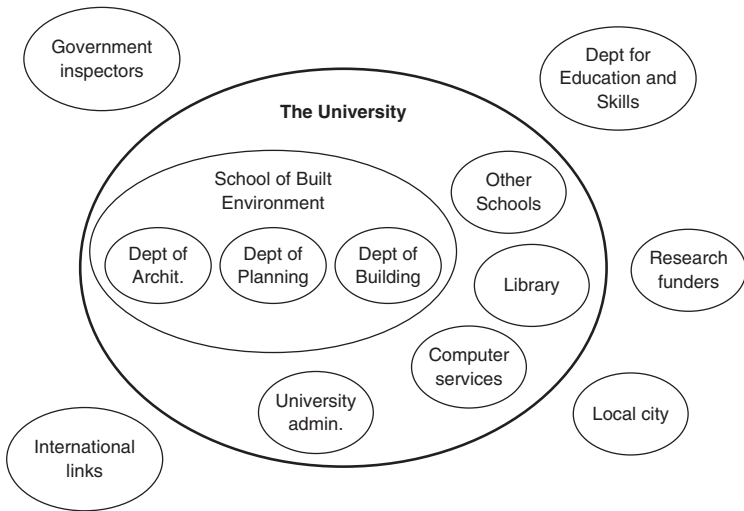 Government
inspectors
Dept for
Education and
Skills
The University
School of Built
Environment
Other
Schools
Dept of
Archit.
Dept of
Planning
Dept of
Building
Library
Research
funders
Computer
services
University
admin.
Local city
International
links